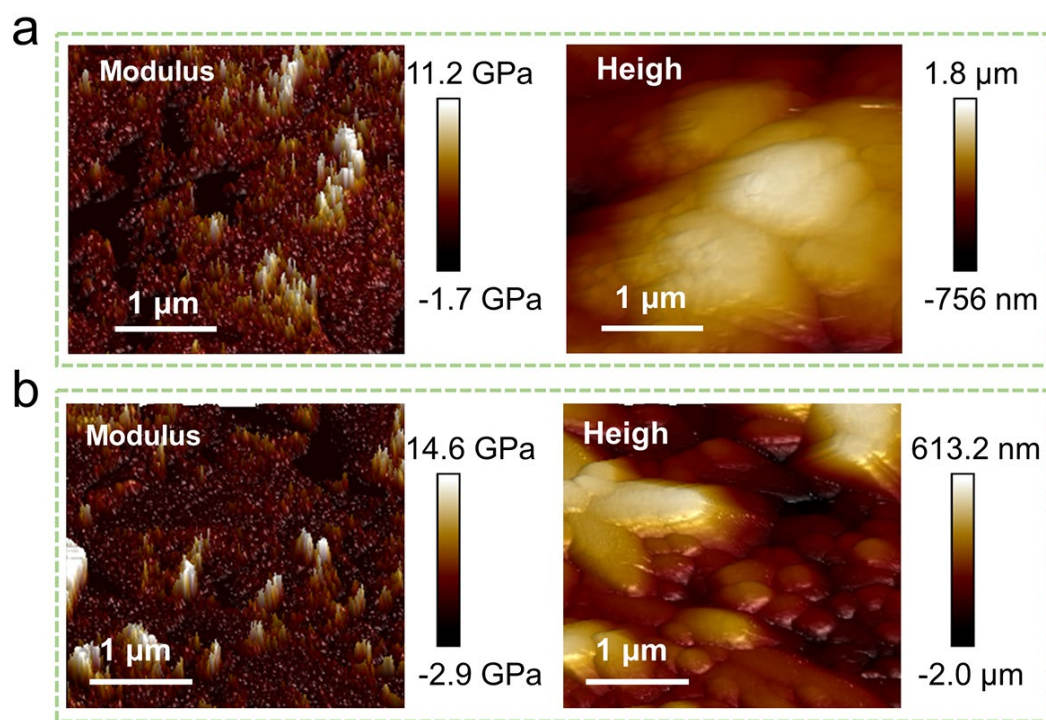 a
Modulus
11.2 GPa
-1.7 GPa
1 µm
Heigh
1.8 µm
-756 nm
1 µm
b
Modulus
14.6 GPa
-2.9 GPa
1 µm
Heigh
613.2 nm
-2.0 µm
1 µm